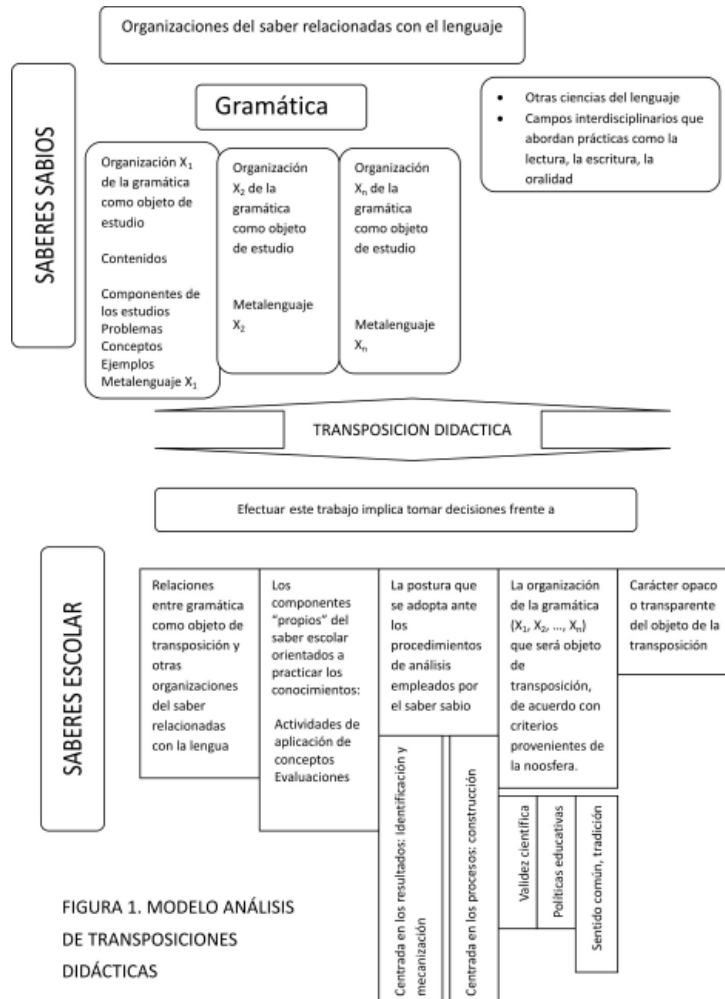 Organizaciones del saber relacionadas con el lenguaje
SABERES SABIOS
Gramática
• Otras ciencias del lenguaje
• Campos interdisciplinarios que
abordan prácticas como la
lectura, la escritura, la
oralidad
Organización X₁
de la gramática
como objeto de
estudio
Contenidos
Componentes de
los estudios
Problemas
Conceptos
Ejemplos
Metalenguaje X₁
Organización
X₂ de la
gramática
como objeto
de estudio
Metalenguaje
X₂
Organización
Xₙ de la
gramática
como objeto
de estudio
Metalenguaje
Xₙ
TRANSPOSICION DIDACTICA
Efectuar este trabajo implica tomar decisiones frente a
SABERES ESCOLAR
Relaciones
entre gramática
como objeto de
transposición y
otras
organizaciones
del saber
relacionadas
con la lengua
Los
componentes
“propios” del
saber escolar
orientados a
practicar los
conocimientos:
Actividades de
aplicación de
conceptos
Evaluaciones
La postura que
se adopta ante
los
procedimientos
de análisis
empleados por
el saber sabio
La organización
de la gramática
(X₁, X₂, ..., Xₙ)
que será objeto
de
transposición,
de acuerdo con
criterios
provenientes de
la noosfera.
Carácter opaco
o transparente
del objeto de la
transposición
Centrada en los resultados: Identificación y
mecanización
Centrada en los procesos: construcción
Validez científica
Políticas educativas
Sentido común, tradición
FIGURA 1. MODELO ANÁLISIS
DE TRANSPOSICIONES
DIDÁCTICAS